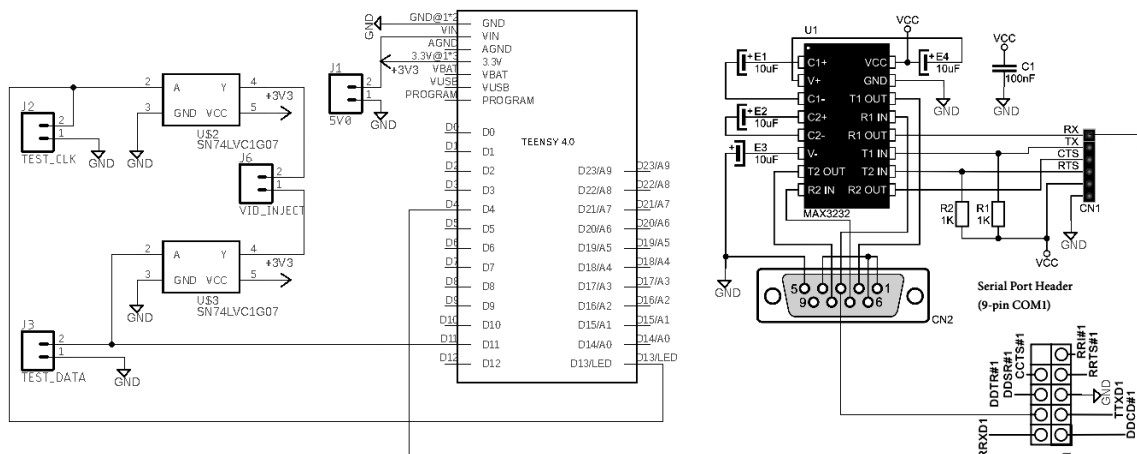 GND
GND@1*2
VIN
AGND
3.3V@1*3
+3V3
VBAT
VUSB
PROGRAM
GND
VIN
AGND
3.3V
VBAT
VUSB
PROGRAM
TEENSY 4.0
J1
2
1
5V0
GND
J2
2
1
TEST_CLK
GND
2
A
Y
4
+3V3
3
GND
VCC
5
GND
U$2
SN74LVC1G07
J6
2
1
VID_INJECT
2
A
Y
4
+3V3
3
GND
VCC
5
GND
U$3
SN74LVC1G07
J3
2
1
TEST_DATA
GND
D0
D0
D1
D1
D2
D2
D3
D3
D4
D4
D5
D5
D6
D6
D7
D7
D8
D8
D9
D9
D10
D10
D11
D11
D12
D12
D23/A9
D23/A9
D22/A8
D22/A8
D21/A7
D21/A7
D20/A6
D20/A6
D19/A5
D19/A5
D18/A4
D18/A4
D17/A3
D17/A3
D16/A2
D16/A2
D15/A1
D15/A1
D14/A0
D14/A0
D13/LED
D13/LED
U1
VCC
+E1
10uF
+E2
10uF
+
E3
10uF
+E4
10uF
C1+
V+
C1-
C2+
C2-
V-
T2 OUT
R2 IN
VCC
GND
T1 OUT
R1 IN
R1 OUT
T1 IN
T2 IN
R2 OUT
MAX3232
GND
VCC
C1
100nF
GND
RX
TX
CTS
RTS
CN1
R2
1K
R1
1K
GND
VCC
GND
5
1
9
6
CN2
Serial Port Header
(9-pin COM1)
RRI#1
CCTS#1
RRTS#1
DDSR#1
GND
DDTR#1
TTXD1
RRXD1
DDCD#1